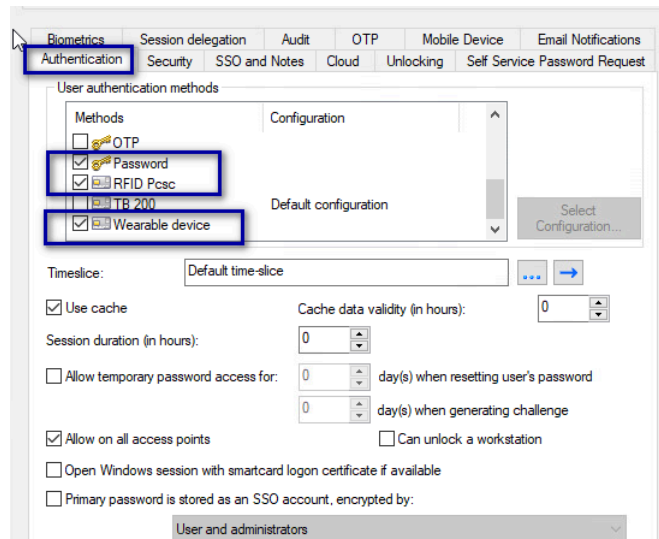 Biometrics Session delegation Audit OTP Mobile Device Email Notifications
Authentication Security SSO and Notes Cloud Unlocking Self Service Password Request
User authentication methods
Methods Configuration
OTP
Password
RFID Pcsc
TB 200 Default configuration
Wearable device
Select
Configuration...
Timeslice: Default time-slice ...
Use cache Cache data validity (in hours): 0
Session duration (in hours): 0
Allow temporary password access for: 0 day(s) when resetting user's password
0 day(s) when generating challenge
Allow on all access points Can unlock a workstation
Open Windows session with smartcard logon certificate if available
Primary password is stored as an SSO account, encrypted by:
User and administrators